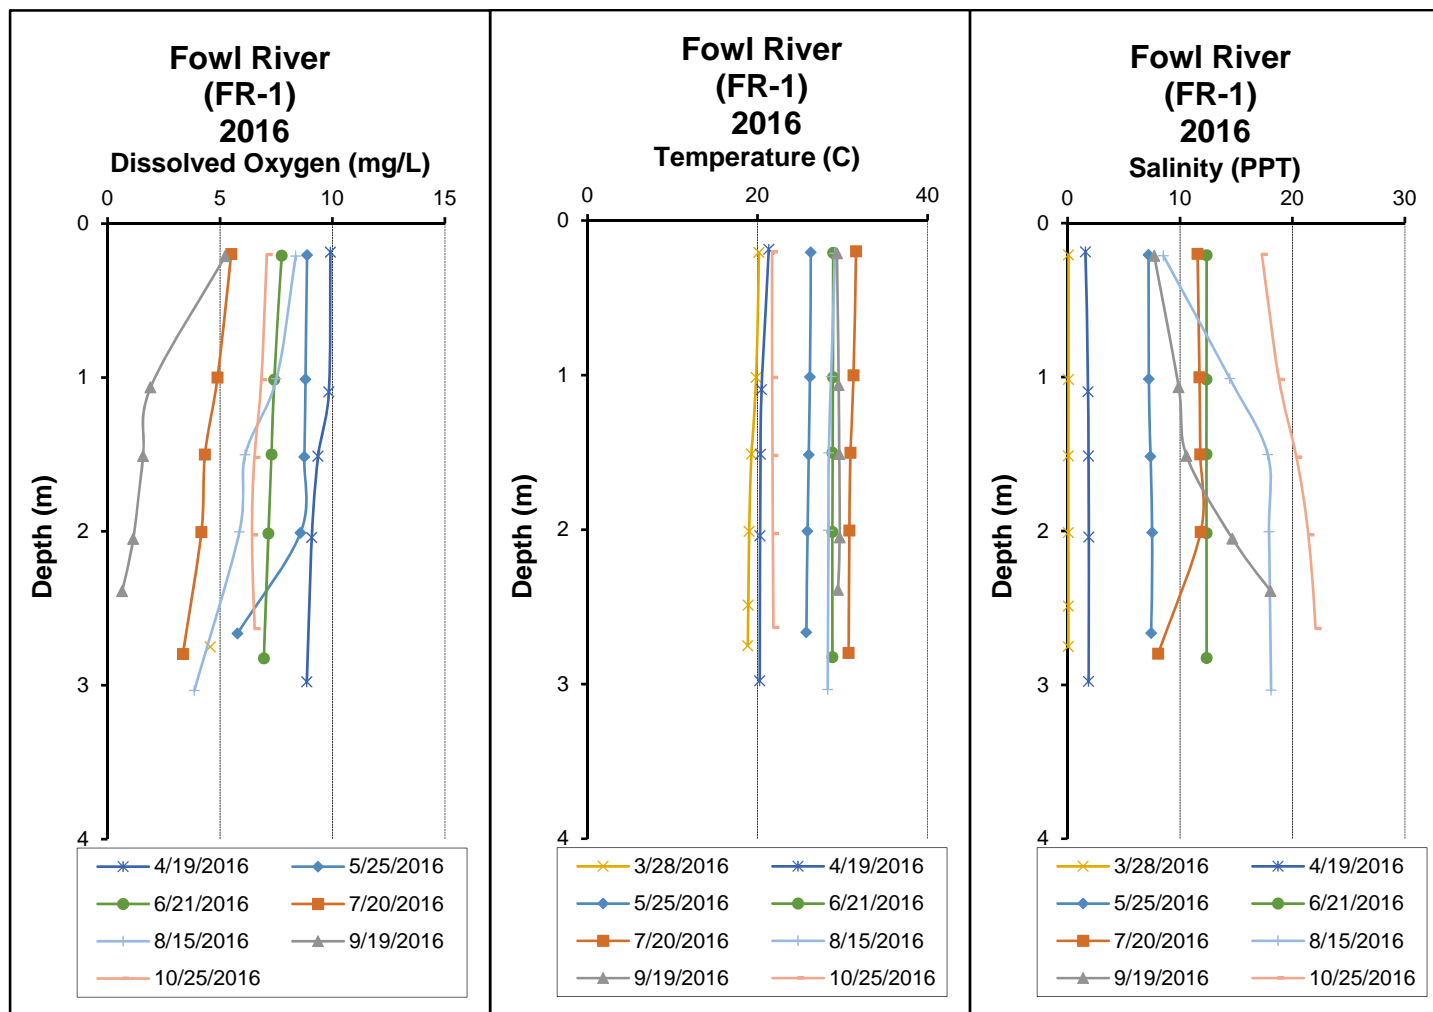 Fowl River
(FR-1)
2016
Dissolved Oxygen (mg/L)
0 5 10 15
0
1
2
3
4
Depth (m)
4/19/2016 5/25/2016
6/21/2016 7/20/2016
8/15/2016 9/19/2016
10/25/2016
Fowl River
(FR-1)
2016
Temperature (C)
0 20 40
0
1
2
3
4
Depth (m)
3/28/2016 4/19/2016
5/25/2016 6/21/2016
7/20/2016 8/15/2016
9/19/2016 10/25/2016
Fowl River
(FR-1)
2016
Salinity (PPT)
0 10 20 30
0
1
2
3
4
Depth (m)
3/28/2016 4/19/2016
5/25/2016 6/21/2016
7/20/2016 8/15/2016
9/19/2016 10/25/2016